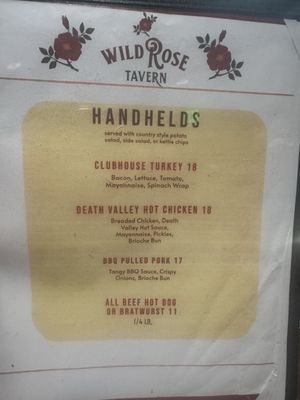 WILD ROSE
TAVERN
HANDHELDS
served with country style potato
salad, side salad, or kettle chips
CLUBHOUSE TURKEY 16
Bacon, Lettuce, Tomato,
Mayonnaise, Spinach Wrap
DEATH VALLEY HOT CHICKEN 18
Breaded Chicken, Death
Valley Hot Sauce,
Mayonnaise, Pickles,
Brioche Bun
BBQ PULLED PORK 17
Tangy BBQ Sauce, Crispy
Onions, Brioche Bun
ALL BEEF HOT DOG
OR BRATWURST 11
1/4 LB.